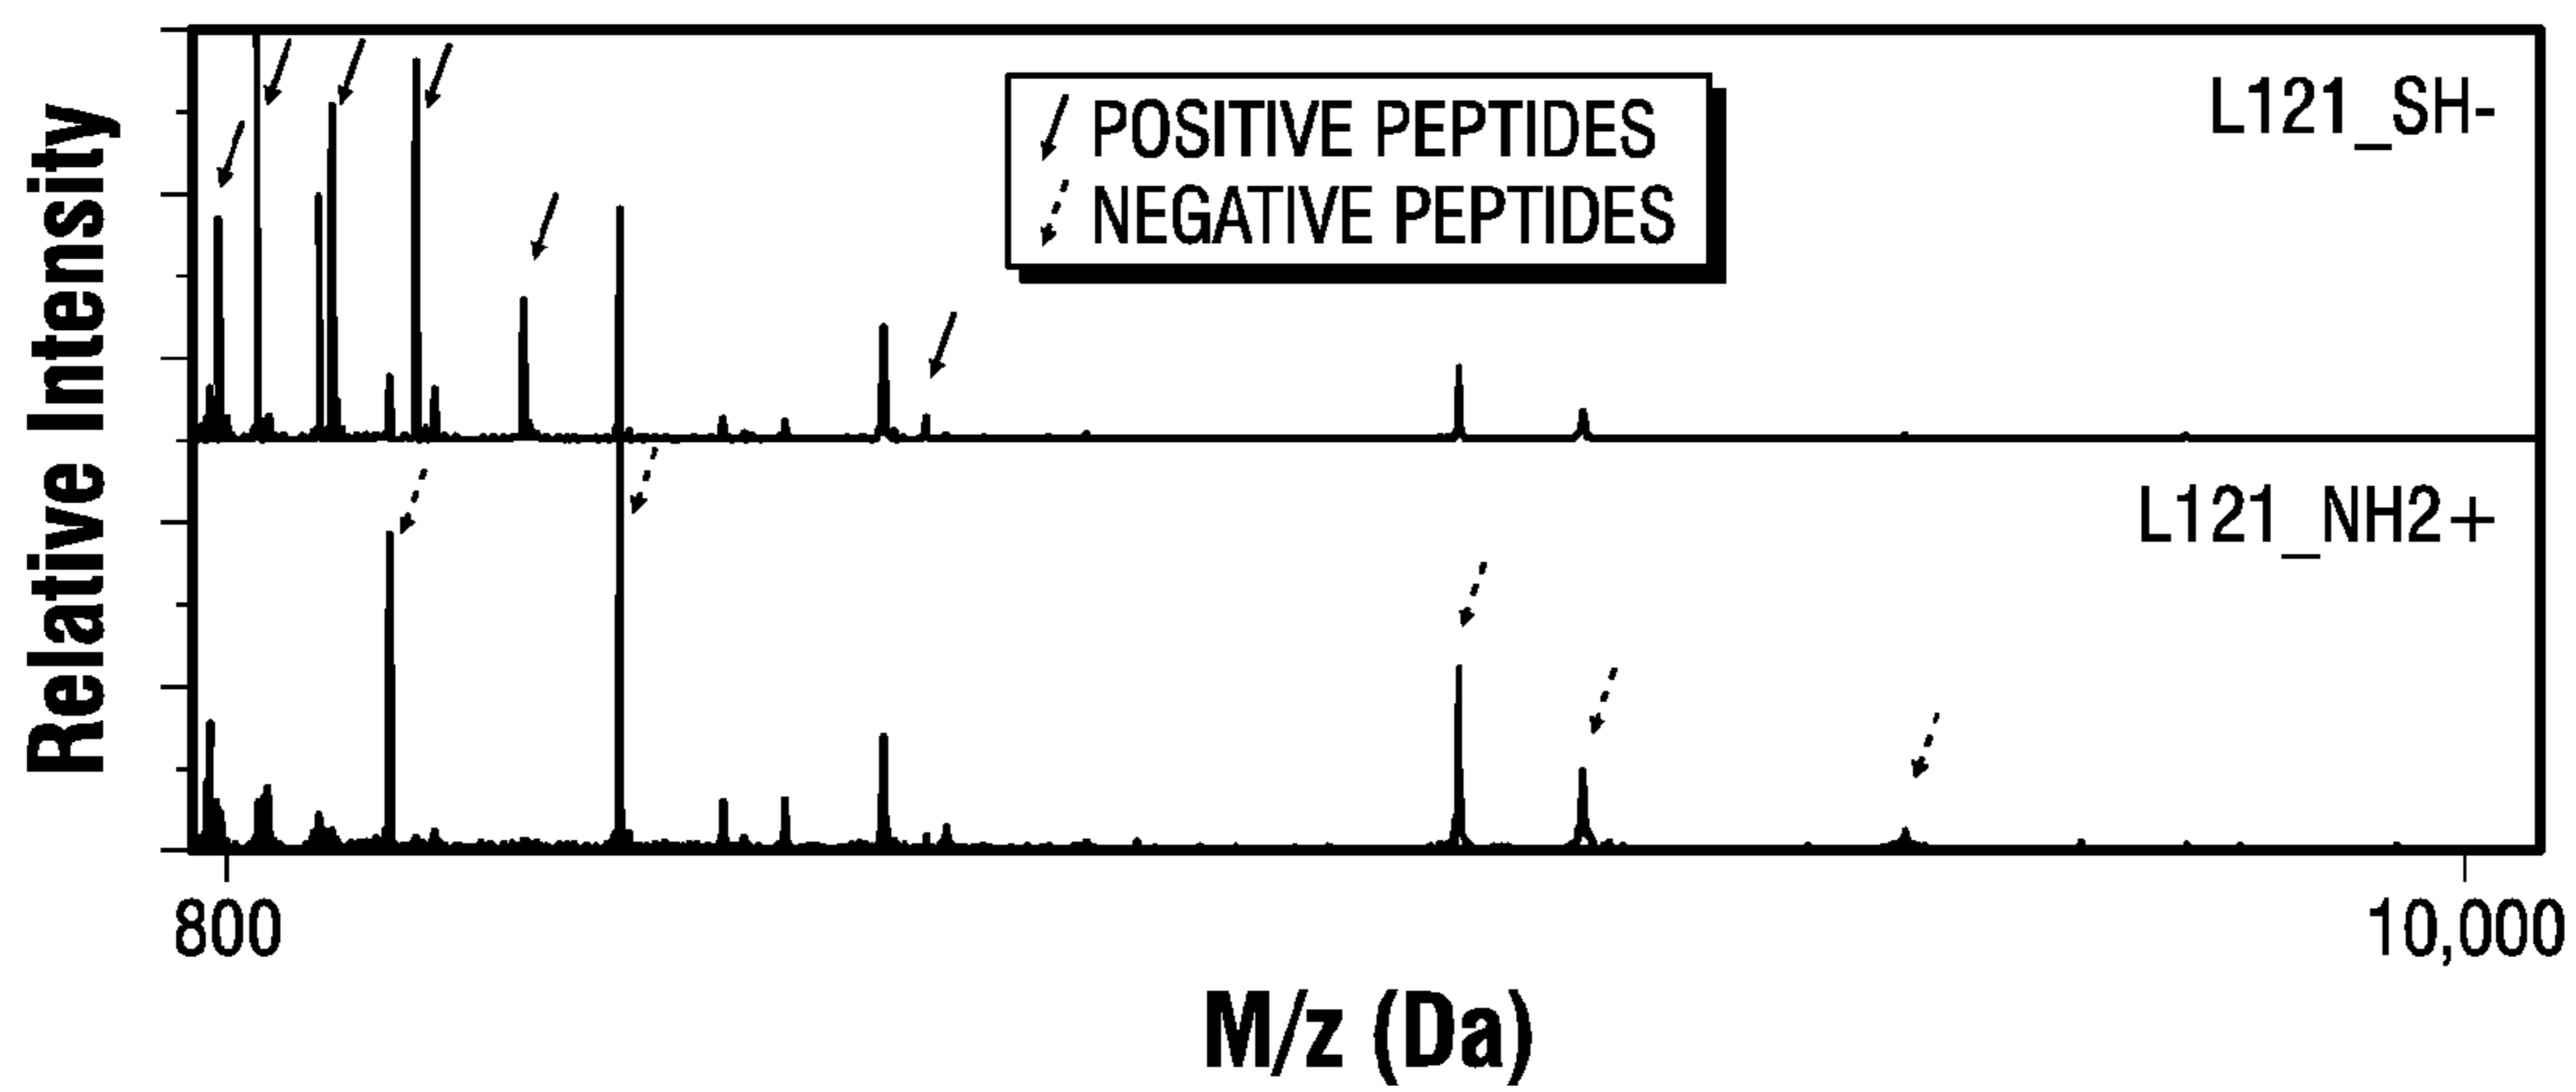 L121_SH-
POSITIVE PEPTIDES
NEGATIVE PEPTIDES
L121_NH2+
Relative Intensity
800
10,000
M/z (Da)